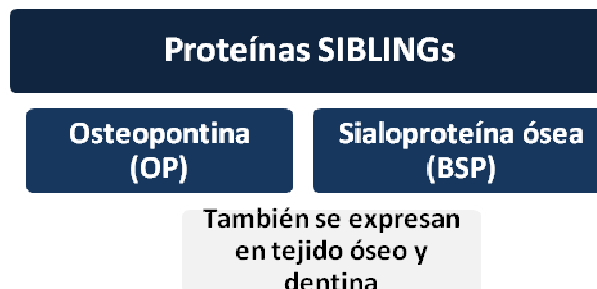 Proteínas SIBLINGs
Osteopontina
(OP)
Sialoproteína ósea
(BSP)
También se expresan
en tejido óseo y
dentina